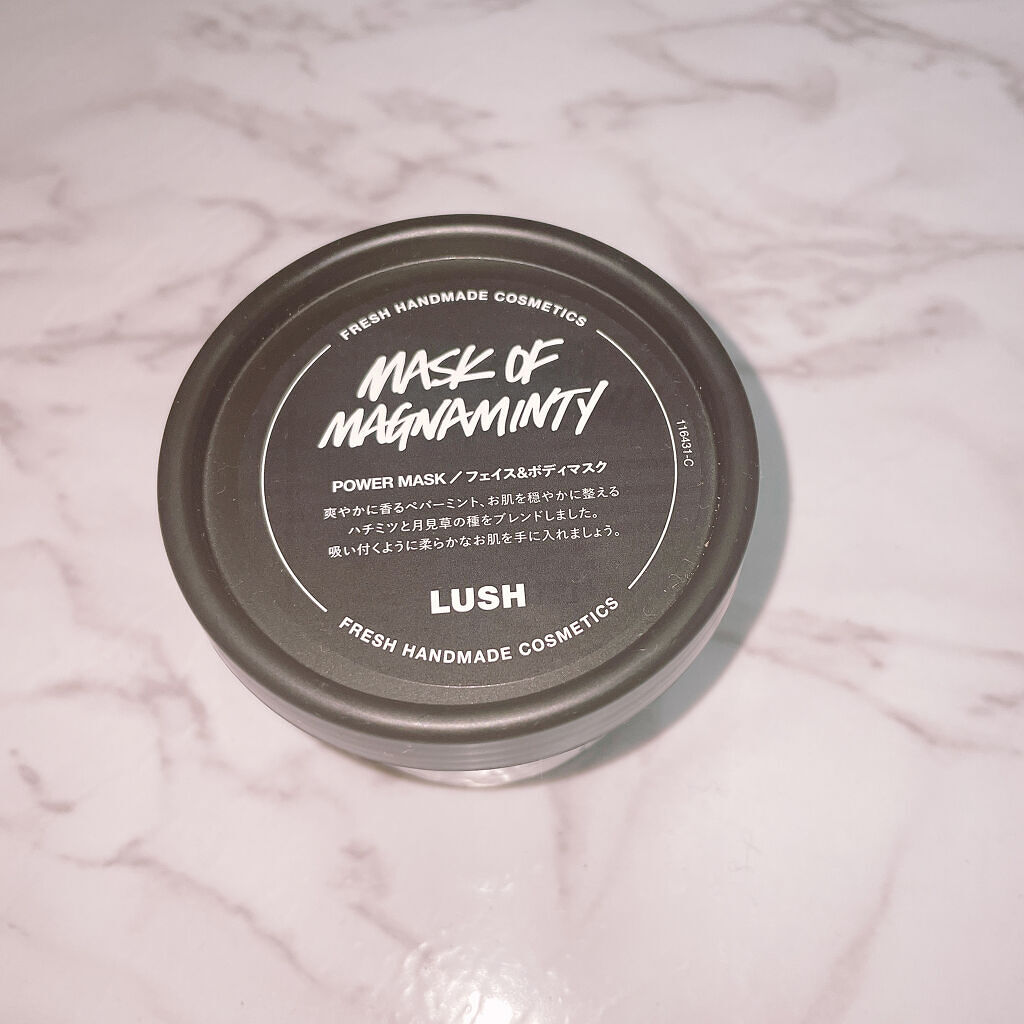 FRESH HANDMADE COSMETICS
MASK OF
MAGNAMINTY
POWER MASK／フェイス&ボディマスク
爽やかに香るペパーミント、お肌を穏やかに整える
ハチミツと月見草の種をブレンドしました。
吸い付くように柔らかなお肌を手に入れましょう。
LUSH
FRESH HANDMADE COSMETICS
116431-C